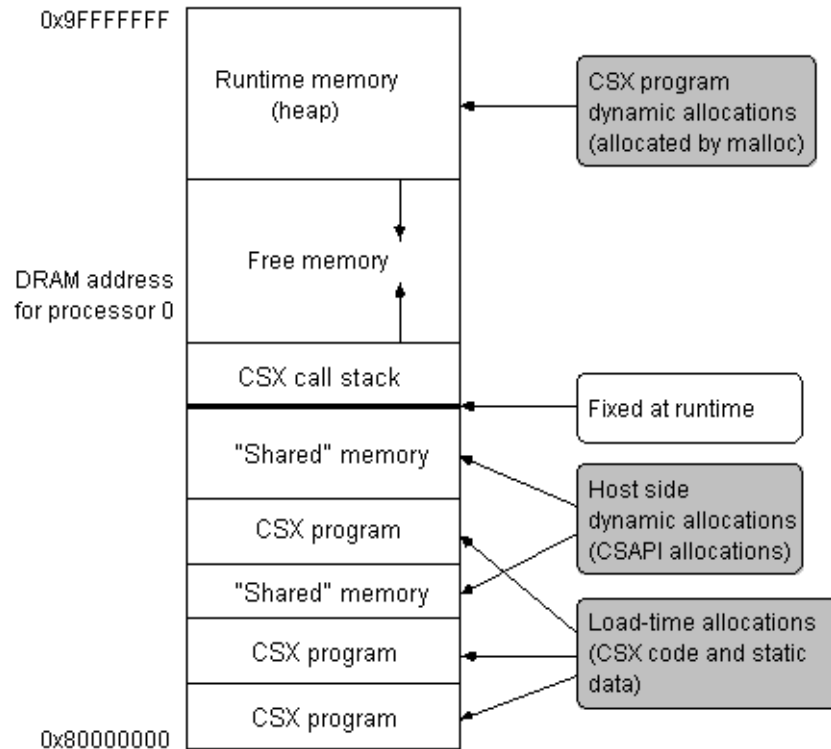 0x9FFFFFFF
Runtime memory
(heap)
CSX program
dynamic allocations
(allocated by malloc)
Free memory
DRAM address
for processor 0
CSX call stack
Fixed at runtime
"Shared" memory
Host side
dynamic allocations
(CSAPI allocations)
CSX program
"Shared" memory
Load-time allocations
(CSX code and static
data)
CSX program
CSX program
0x80000000